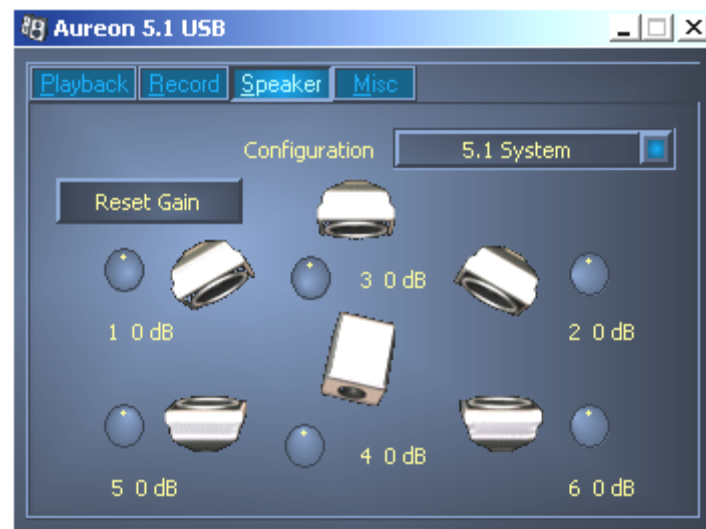 Aureon 5.1 USB
Playback Record Speaker Misc
Configuration 5.1 System
Reset Gain
3 0 dB
1 0 dB
2 0 dB
4 0 dB
5 0 dB
6 0 dB